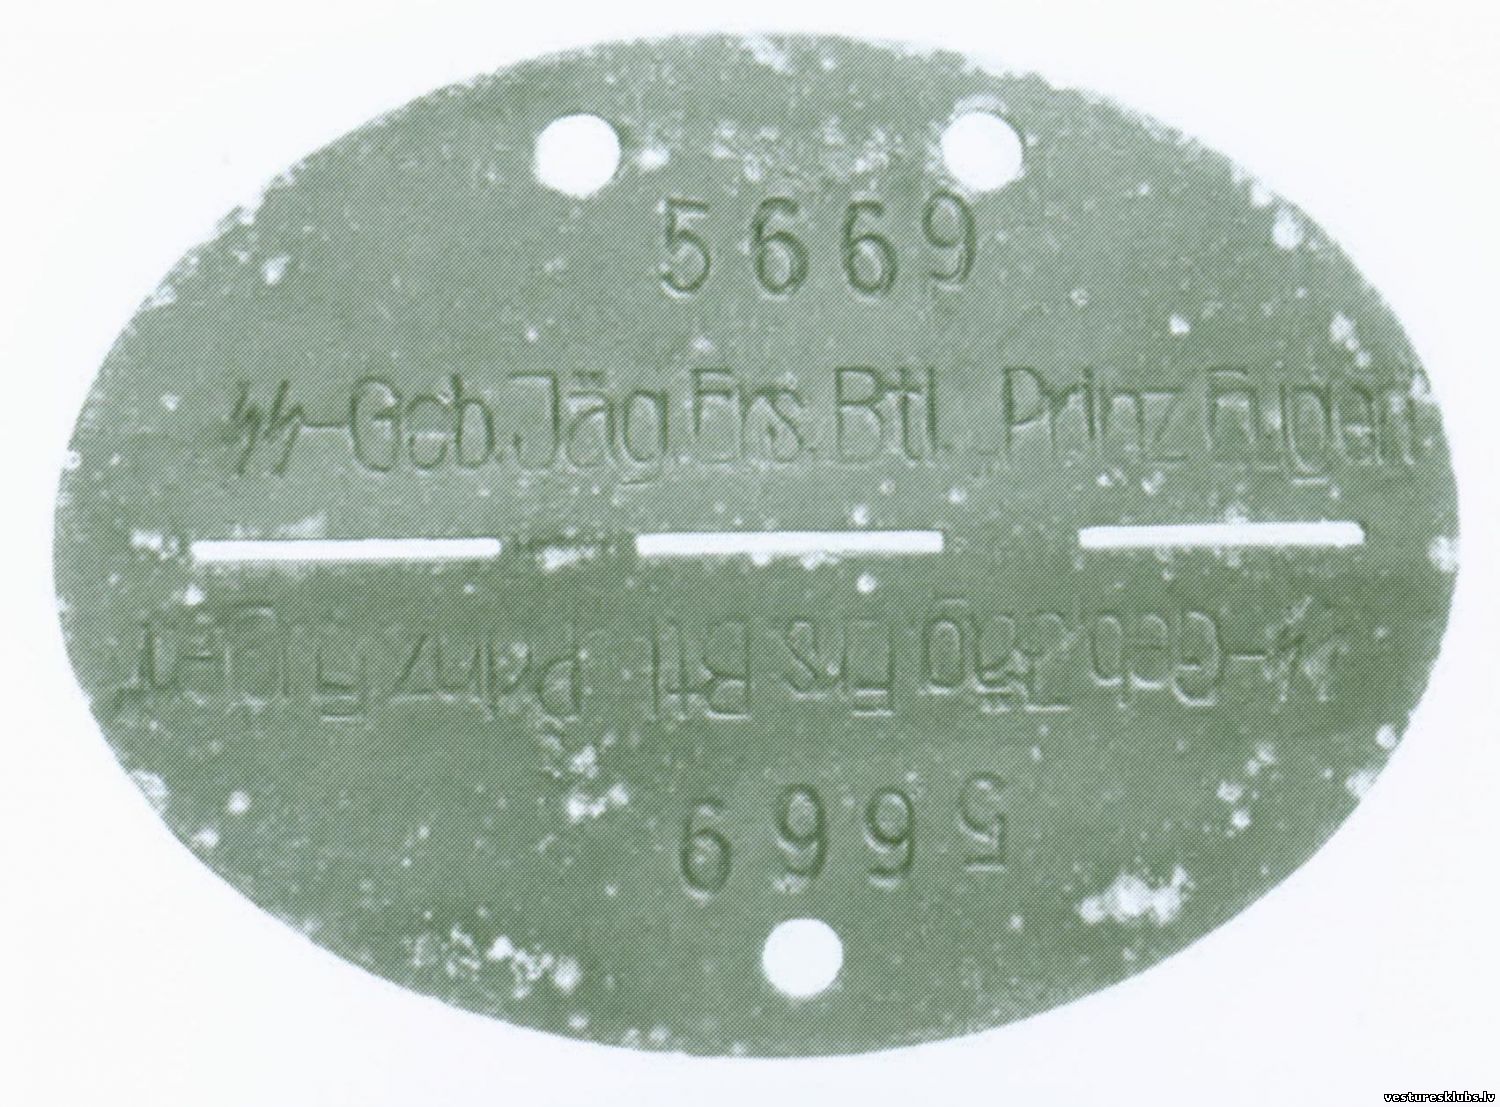 5669
ᛋᛋ-Geb.Jäg.Ers.Btl. Prinz Eugen
ᛋᛋ-Geb.Jäg.Ers.Btl. Prinz Eugen
5669
vesturesklubs.lv